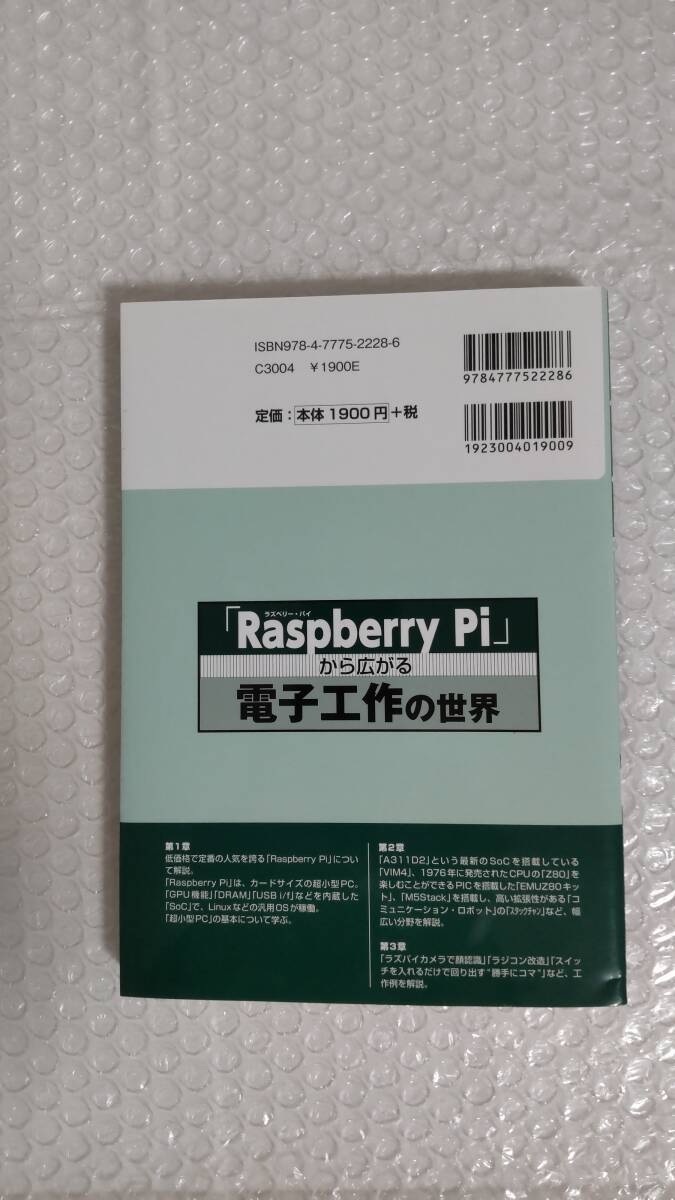 ISBN978-4-7775-2228-6
C3004 ¥1900E
定価：本体1900円+税
9784777522286
1923004019009
ラズベリー・パイ
「Raspberry Pi」
から広がる
電子工作の世界
第1章
低価格で定番の人気を誇る「Raspberry Pi」につい
て解説。
「Raspberry Pi」は、カードサイズの超小型PC。
「GPU機能」「DRAM」「USB i/f」などを内蔵した
「SoC」で、Linuxなどの汎用OSが稼働。
「超小型PC」の基本について学ぶ。
第2章
「A311D2」という最新のSoCを搭載している
「VIM4」、1976年に発売されたCPUの「Z80」を
楽しむことができるPICを搭載した「EMUZ80キッ
ト」、「M5Stack」を搭載し、高い拡張性がある「コ
ミュニケーション・ロボット」の「スタックチャン」など、幅
広い分野を解説。
第3章
「ラズパイカメラで顔認識」「ラジコン改造」「スイッ
チを入れるだけで回り出す“勝手にコマ”」など、工
作例を解説。